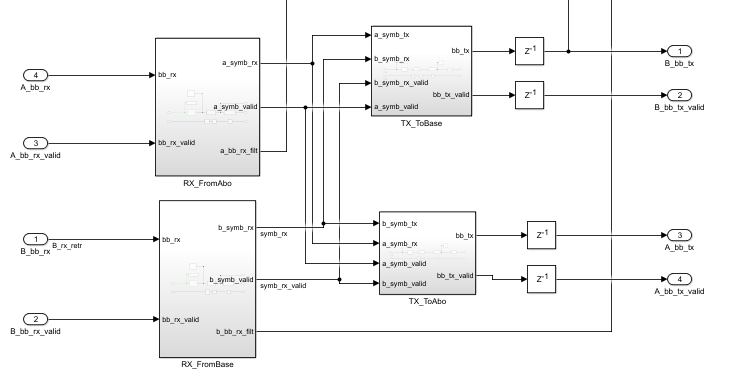 4
A_bb_rx
3
A_bb_rx_valid
bb_rx
bb_rx_valid
a_symb_rx
a_symb_valid
a_bb_rx_filt
RX_FromAbo
a_symb_tx
b_symb_rx
b_symb_rx_valid
a_symb_valid
bb_tx
bb_tx_valid
TX_ToBase
Z-1
Z-1
1
B_bb_tx
2
B_bb_tx_valid
1
B_bb_rx
B_rx_retr
2
B_bb_rx_valid
bb_rx
bb_rx_valid
b_symb_rx
b_symb_valid
b_bb_rx_filt
RX_FromBase
symb_rx
symb_rx_valid
b_symb_tx
a_symb_rx
a_symb_valid
b_symb_valid
bb_tx
bb_tx_valid
TX_ToAbo
Z-1
Z-1
3
A_bb_tx
4
A_bb_tx_valid